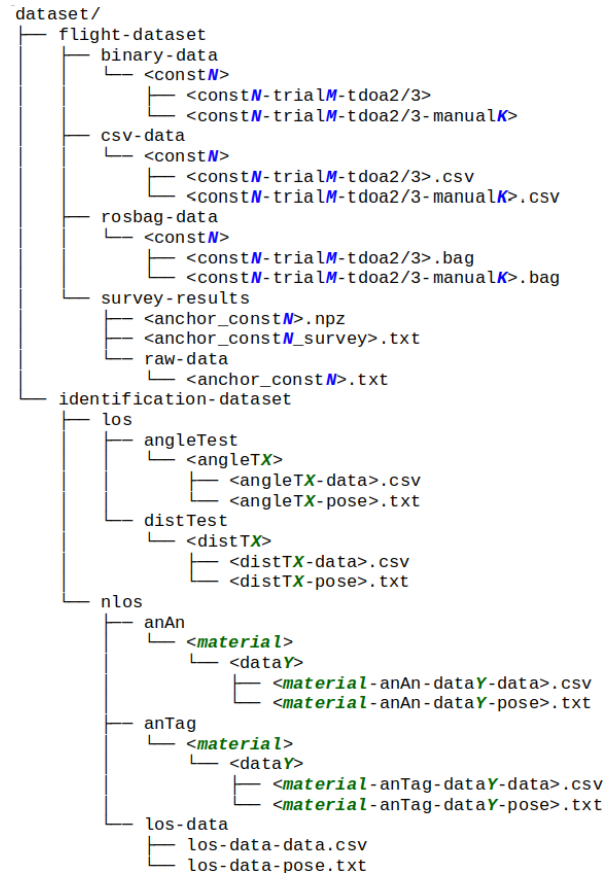 dataset/
├── flight-dataset
│   ├── binary-data
│   │   └── <constN>
│   │       ├── <constN-trialM-tdoa2/3>
│   │       └── <constN-trialM-tdoa2/3-manualK>
│   ├── csv-data
│   │   └── <constN>
│   │       ├── <constN-trialM-tdoa2/3>.csv
│   │       └── <constN-trialM-tdoa2/3-manualK>.csv
│   ├── rosbag-data
│   │   └── <constN>
│   │       ├── <constN-trialM-tdoa2/3>.bag
│   │       └── <constN-trialM-tdoa2/3-manualK>.bag
│   └── survey-results
│       ├── <anchor_constN>.npz
│       ├── <anchor_constN_survey>.txt
│       └── raw-data
│           └── <anchor_constN>.txt
└── identification-dataset
    ├── los
    │   ├── angleTest
    │   │   └── <angleTX>
    │   │       ├── <angleTX-data>.csv
    │   │       └── <angleTX-pose>.txt
    │   └── distTest
    │       └── <distTX>
    │           ├── <distTX-data>.csv
    │           └── <distTX-pose>.txt
    └── nlos
        ├── anAn
        │   └── <material>
        │       └── <dataY>
        │           ├── <material-anAn-dataY-data>.csv
        │           └── <material-anAn-dataY-pose>.txt
        ├── anTag
        │   └── <material>
        │       └── <dataY>
        │           ├── <material-anTag-dataY-data>.csv
        │           └── <material-anTag-dataY-pose>.txt
        └── los-data
            ├── los-data-data.csv
            └── los-data-pose.txt